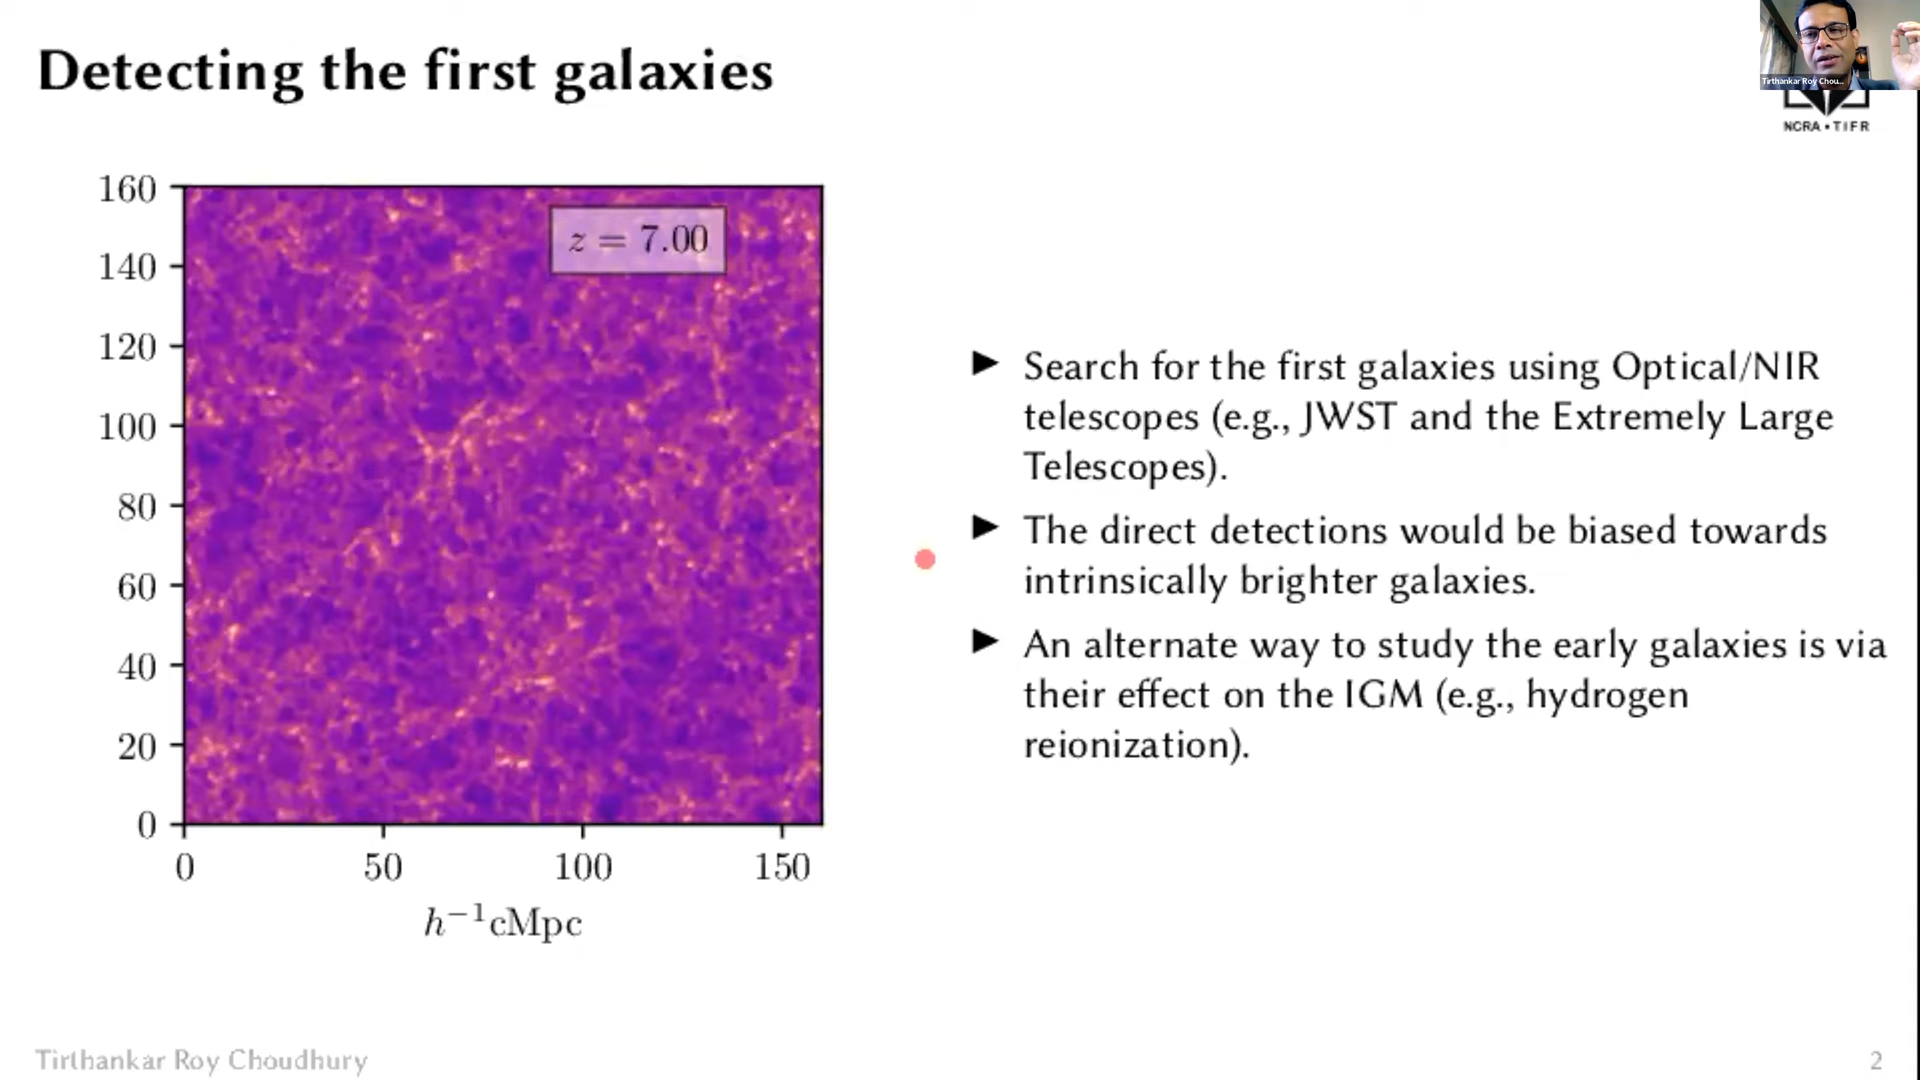 Detecting the first galaxies
Tirthankar Roy Chou...
NCRA • TIFR
160
140
120
100
80
60
40
20
0
z = 7.00
0 50 100 150
h⁻¹cMpc
▶ Search for the first galaxies using Optical/NIR
telescopes (e.g., JWST and the Extremely Large
Telescopes).
▶ The direct detections would be biased towards
intrinsically brighter galaxies.
▶ An alternate way to study the early galaxies is via
their effect on the IGM (e.g., hydrogen
reionization).
Tirthankar Roy Choudhury
2